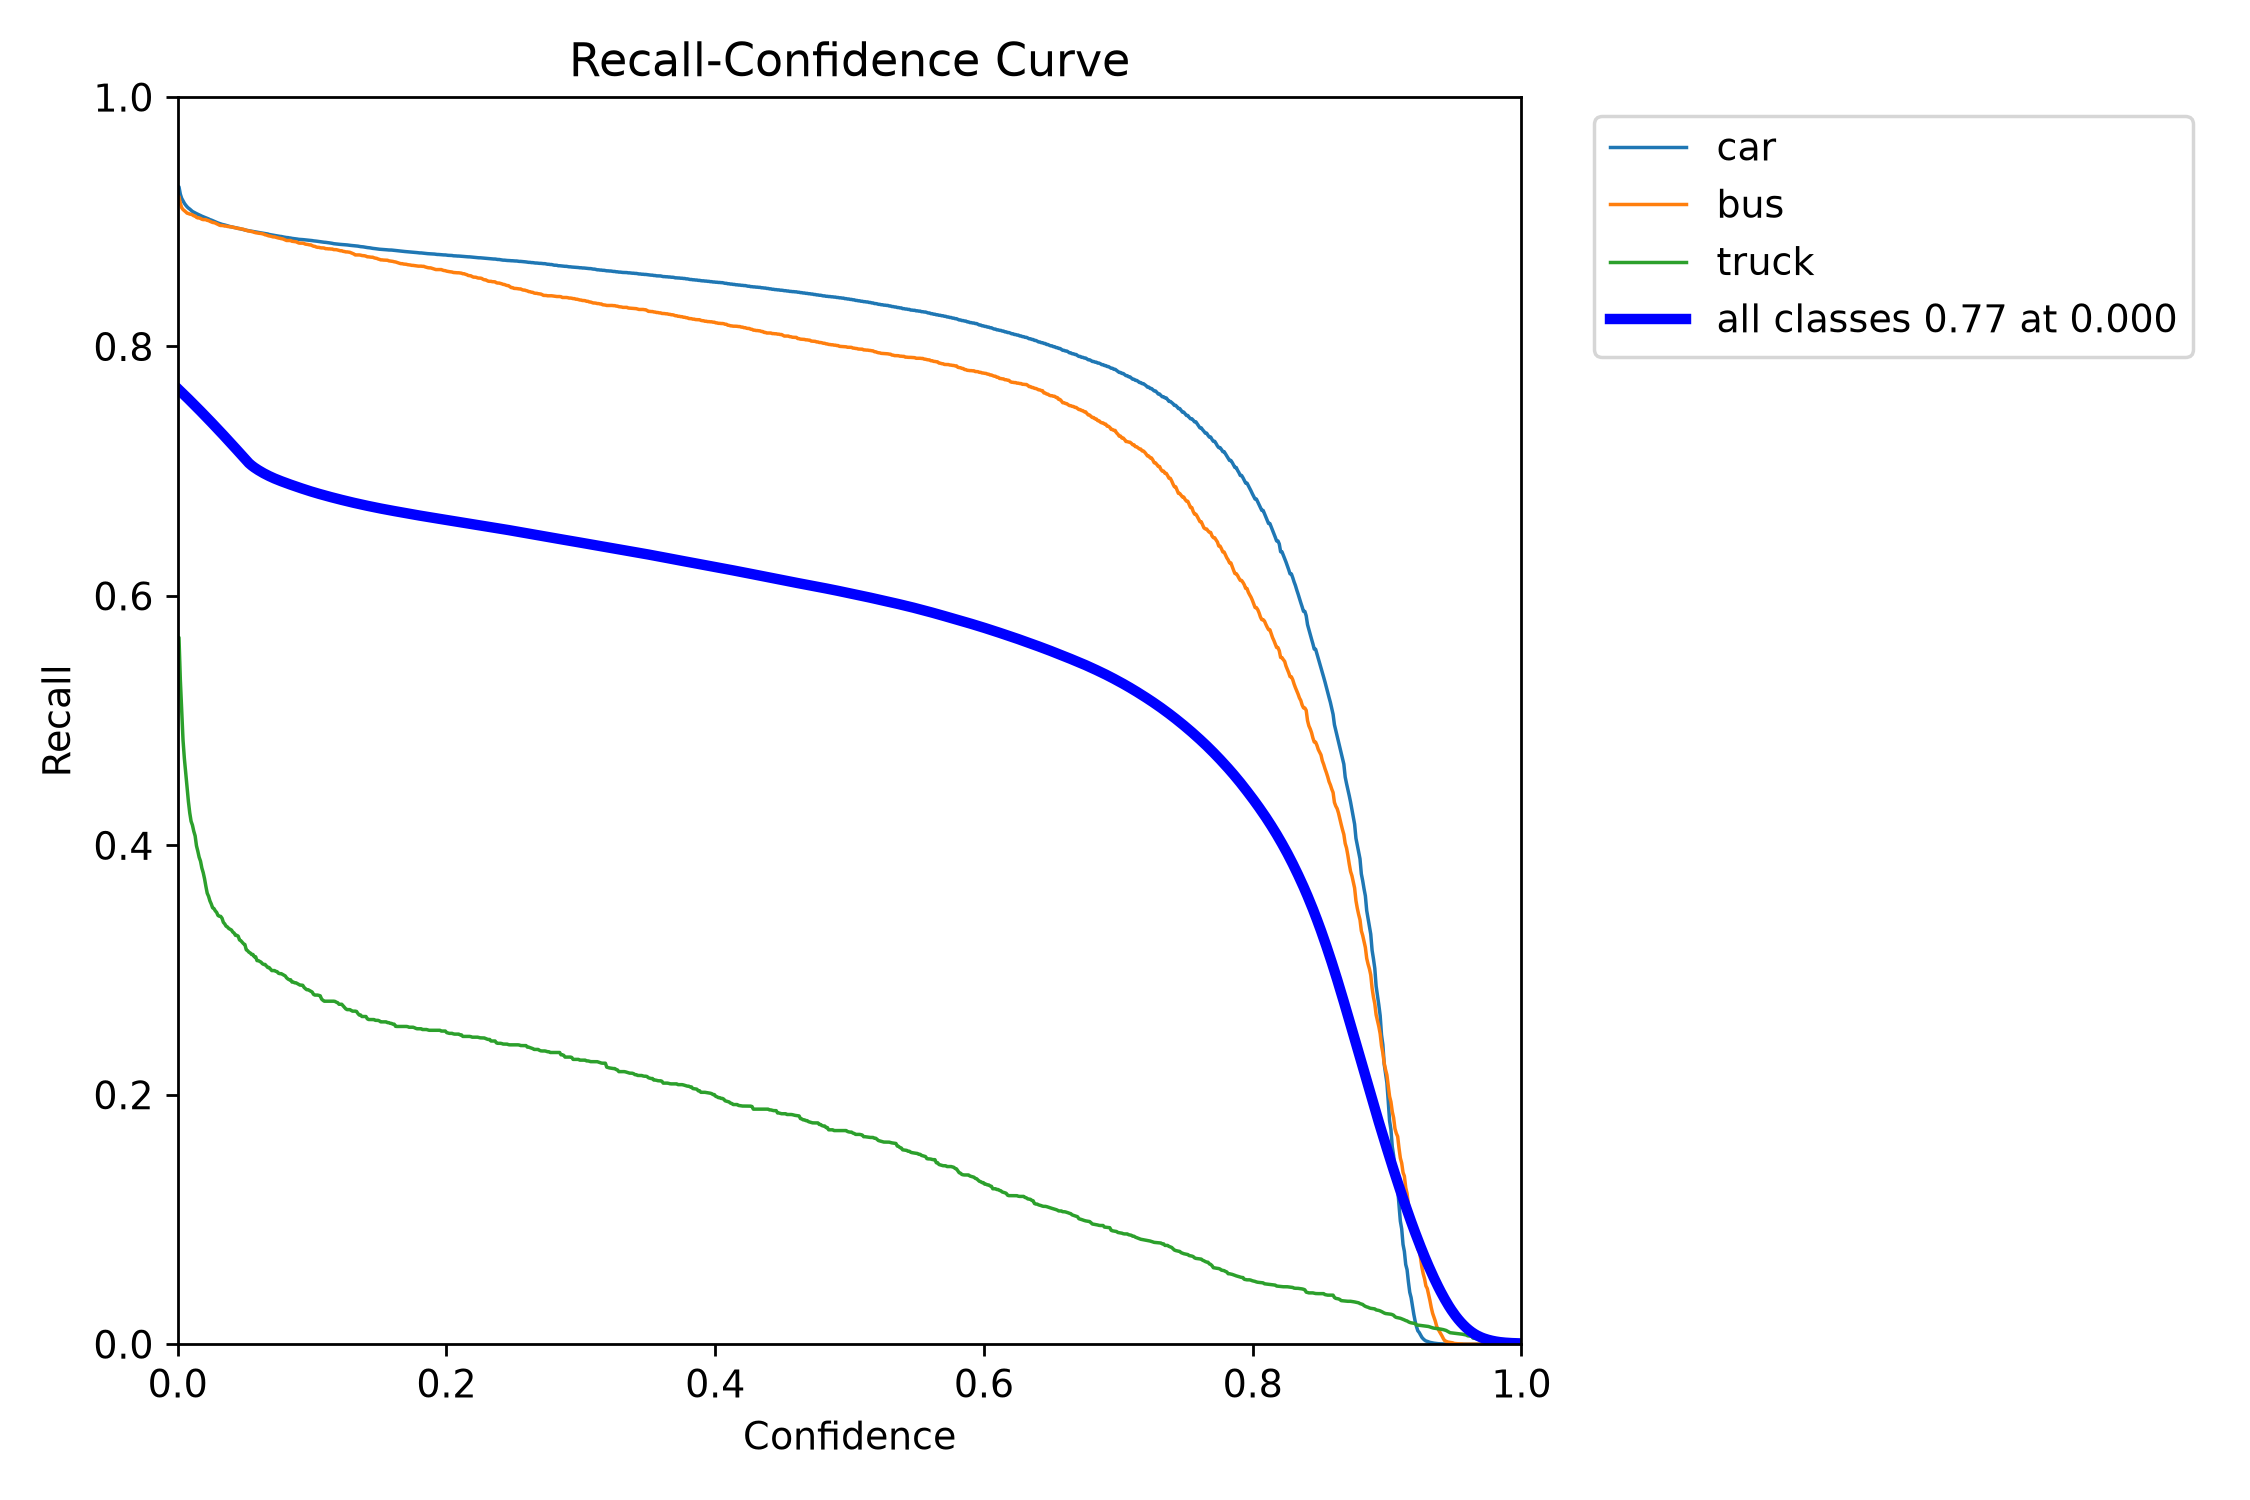 Recall-Confidence Curve
1.0
0.8
0.6
0.4
0.2
0.0
Recall
0.0 0.2 0.4 0.6 0.8 1.0
Confidence
car
bus
truck
all classes 0.77 at 0.000